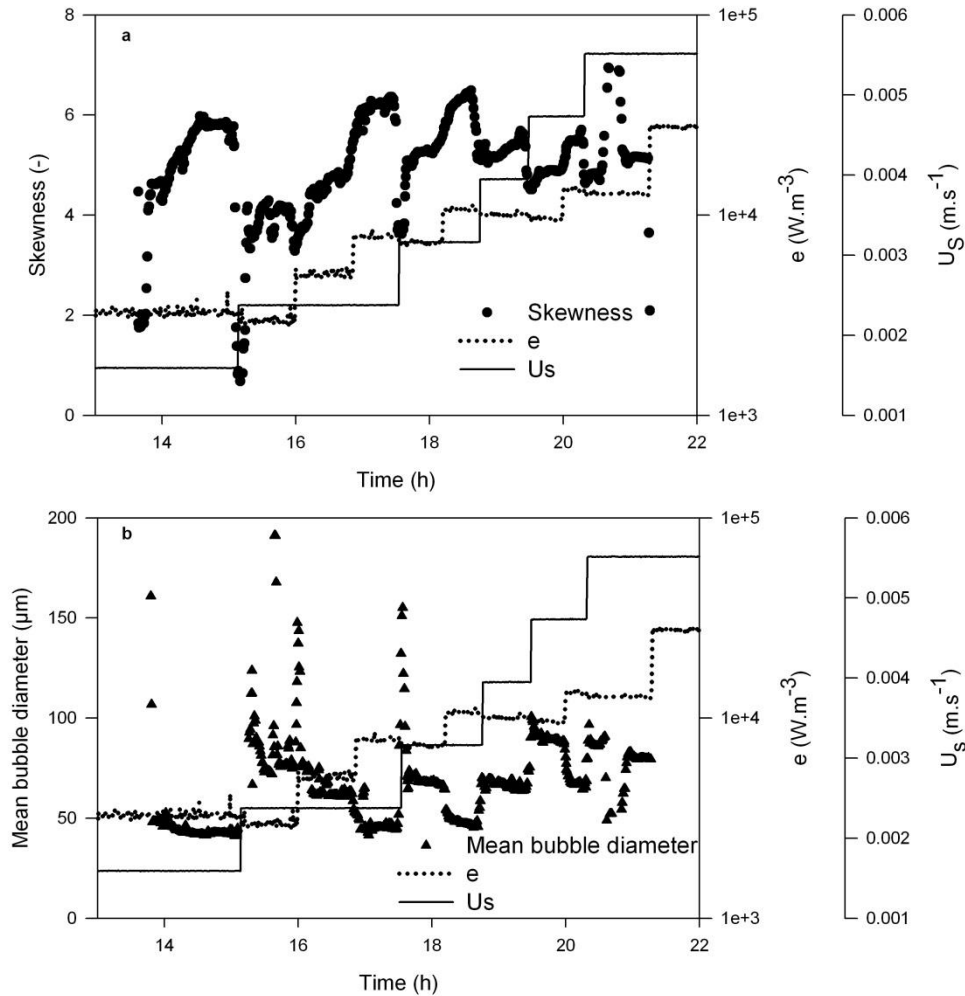 a
8
6
4
2
0
Skewness (-)
Skewness
e
Us
14 16 18 20 22
Time (h)
1e+5
1e+4
1e+3
e (W.m-3)
0.006
0.005
0.004
0.003
0.002
0.001
US (m.s-1)
b
200
150
100
50
0
Mean bubble diameter (µm)
Mean bubble diameter
e
Us
14 16 18 20 22
Time (h)
1e+5
1e+4
1e+3
e (W.m-3)
0.006
0.005
0.004
0.003
0.002
0.001
Us (m.s-1)